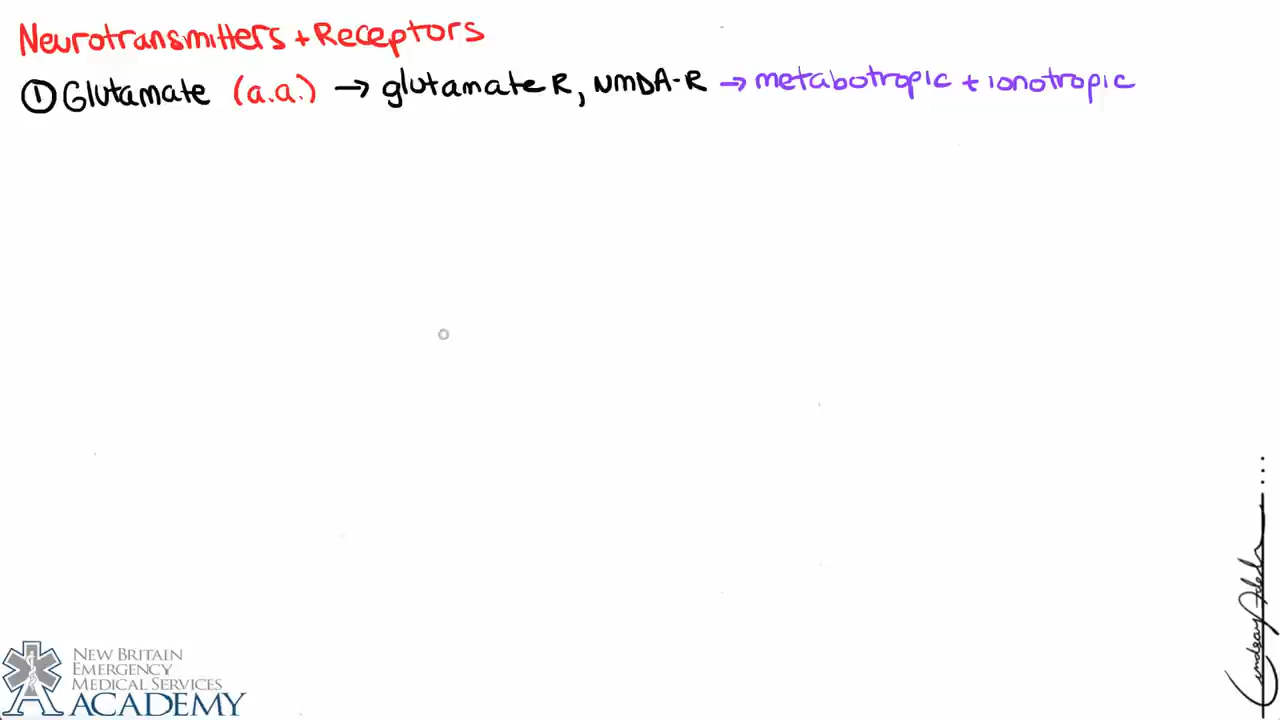 Neurotransmitters + Receptors
① Glutamate (a.a.) → glutamate R, NMDA-R → metabotropic + ionotropic
NEW BRITAIN
EMERGENCY
MEDICAL SERVICES
ACADEMY